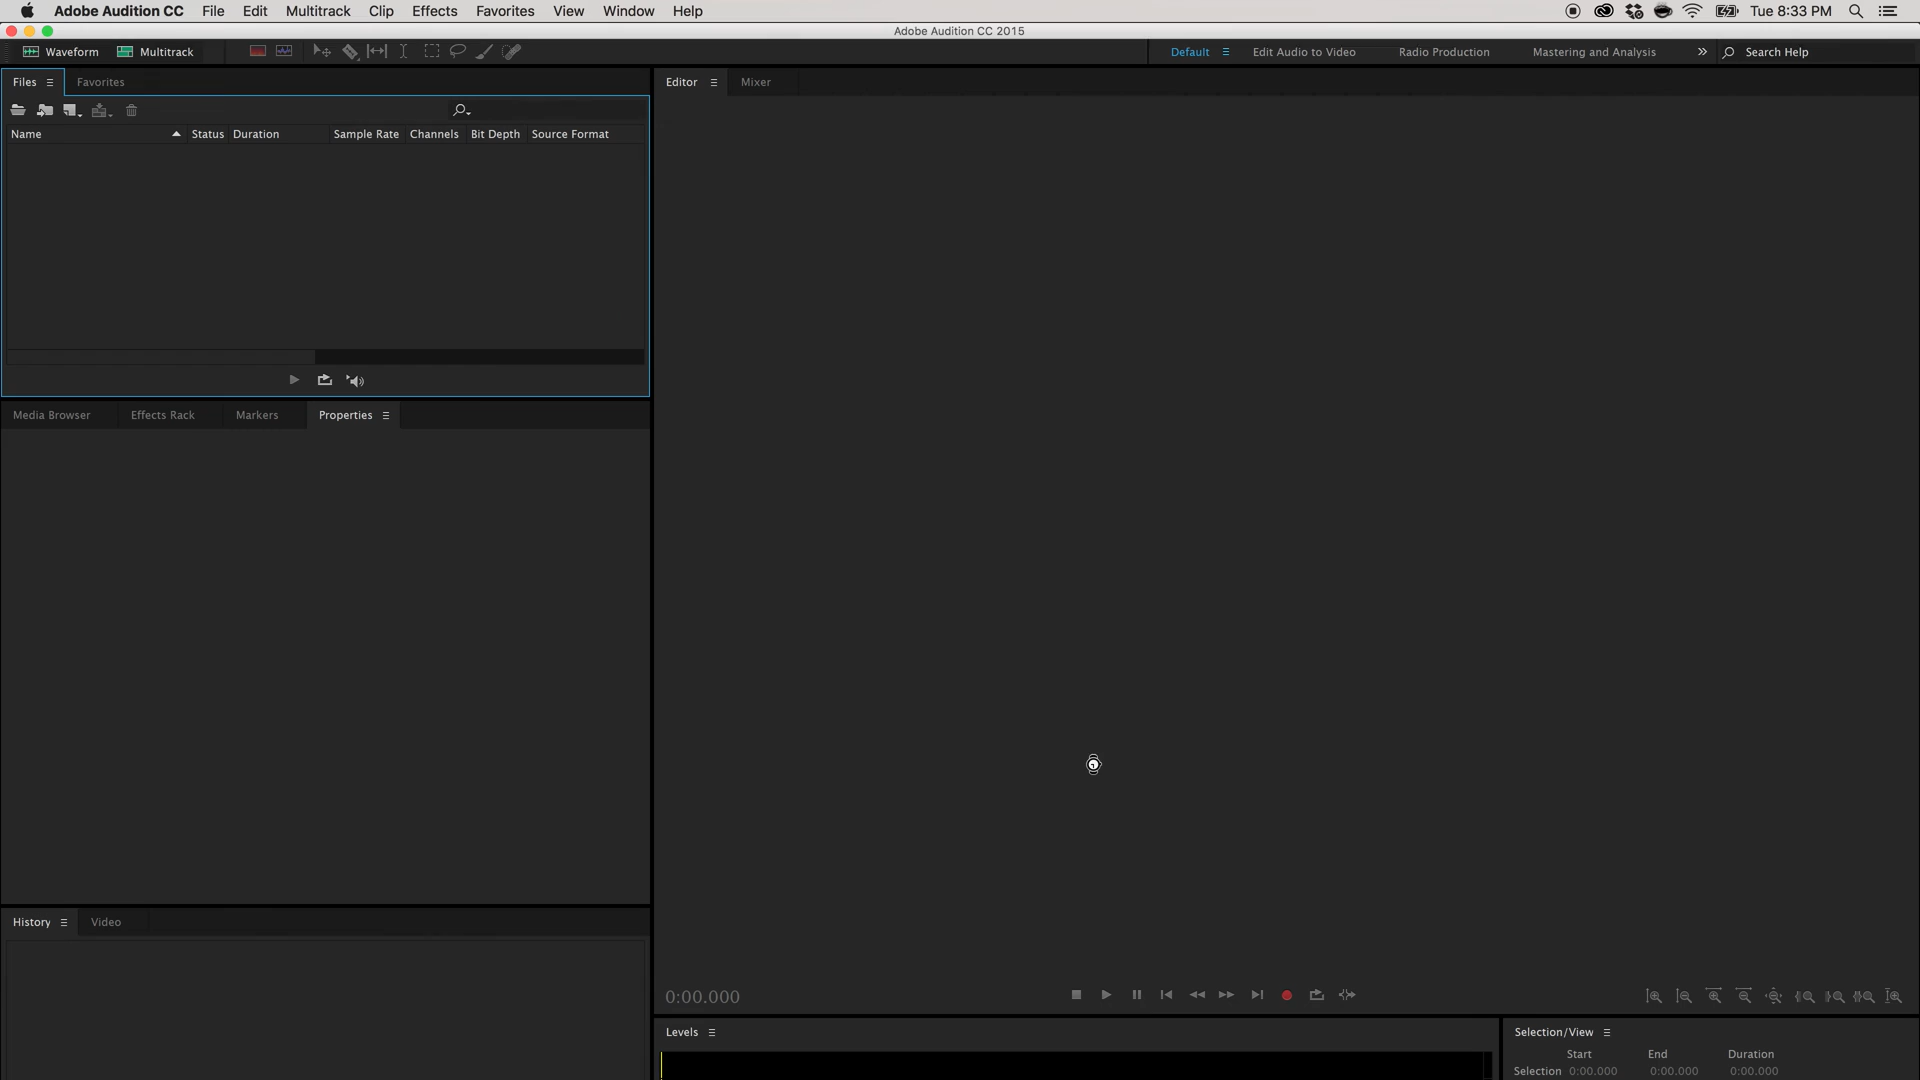 Adobe Audition CC File Edit Multitrack Clip Effects Favorites View Window Help Tue 8:33 PM
Adobe Audition CC 2015
Waveform Multitrack Default Edit Audio to Video Radio Production Mastering and Analysis Search Help
Files Favorites Editor Mixer
Name Status Duration Sample Rate Channels Bit Depth Source Format
Media Browser Effects Rack Markers Properties
History Video
0:00.000
Levels Selection/View
Start End Duration
Selection 0:00.000 0:00.000 0:00.000